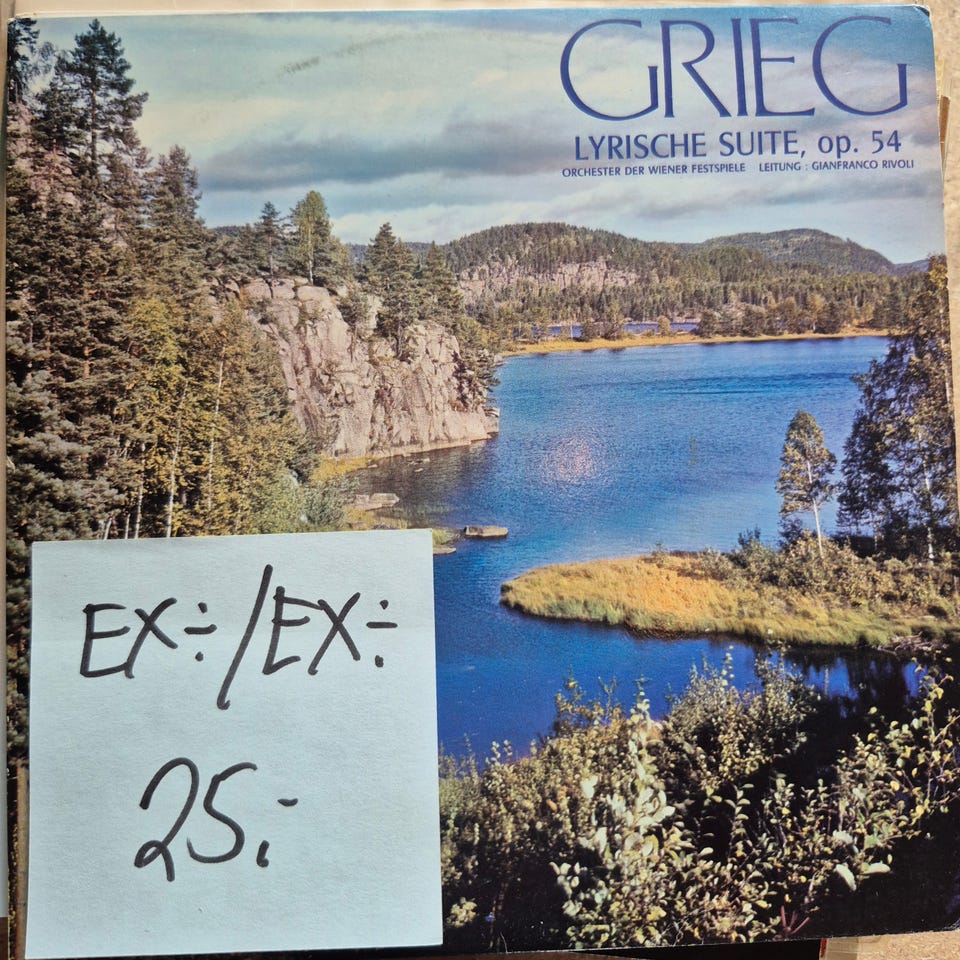 GRIEG
LYRISCHE SUITE, op. 54
ORCHESTER DER WIENER FESTSPIELE LEITUNG : GIANFRANCO RIVOLI
EX÷/EX÷
25.-